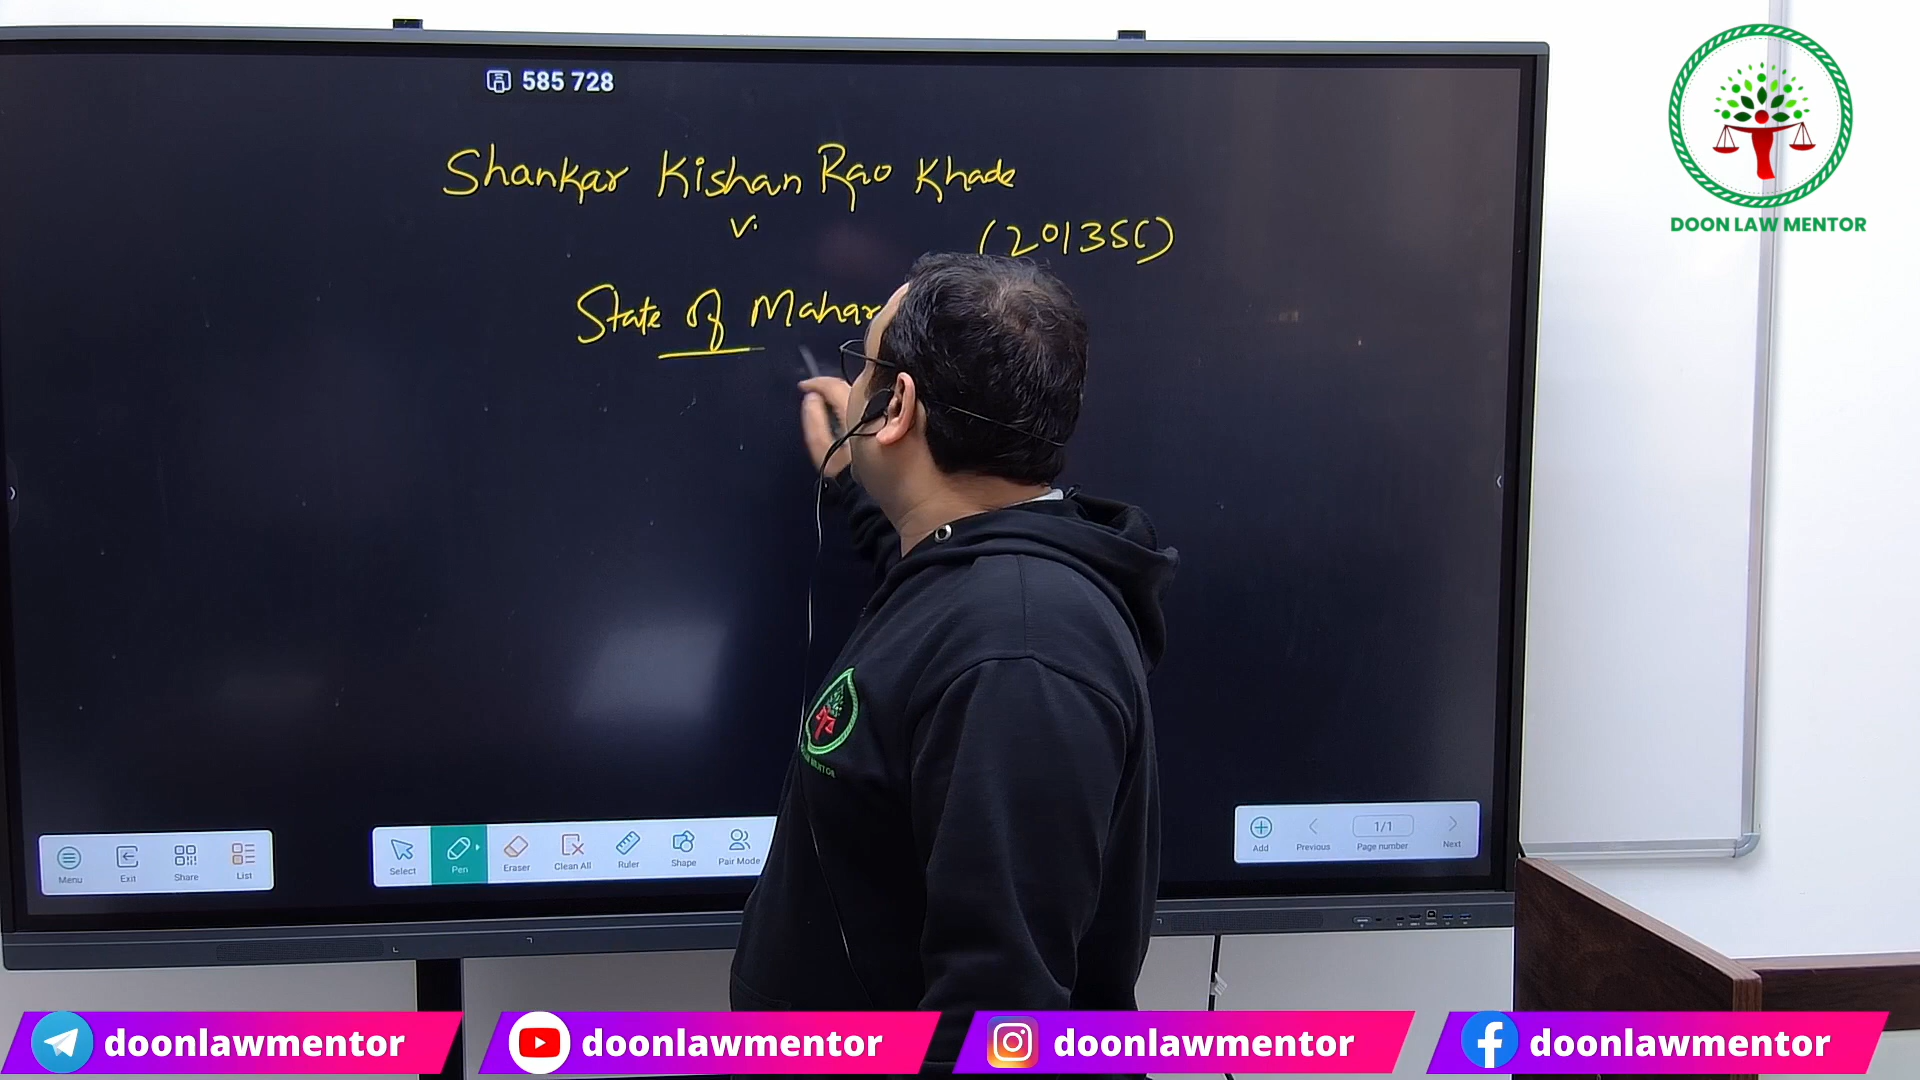 585 728
Shankar Kishan Rao Khade
v.
(2013SC)
State of Mahar
DOON LAW MENTOR
Menu
Exit
Share
List
Select
Pen
Eraser
Clean All
Ruler
Shape
Pair Mode
Add
Previous
1/1
Page number
Next
doonlawmentor
doonlawmentor
doonlawmentor
doonlawmentor